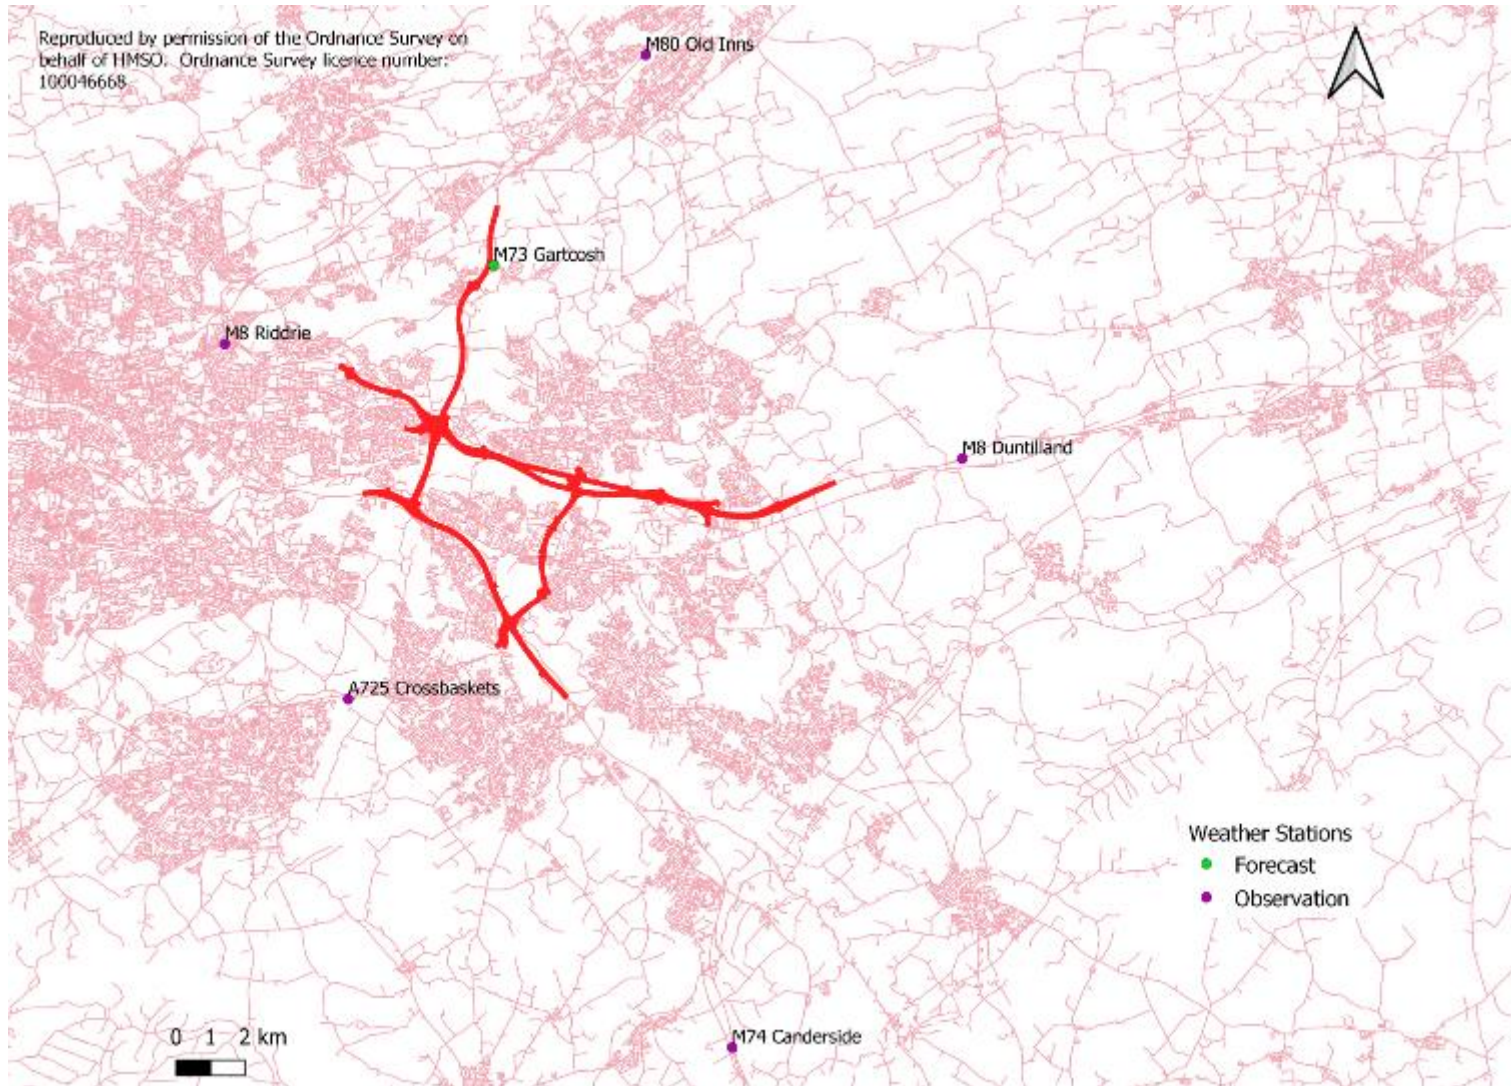 Reproduced by permission of the Ordnance Survey on
behalf of HMSO. Ordnance Survey licence number:
100046668
M80 Old Inns
M73 Gartcosh
M8 Riddrie
M8 Duntilland
A725 Crossbaskets
Weather Stations
Forecast
Observation
0 1 2 km
M74 Canderside